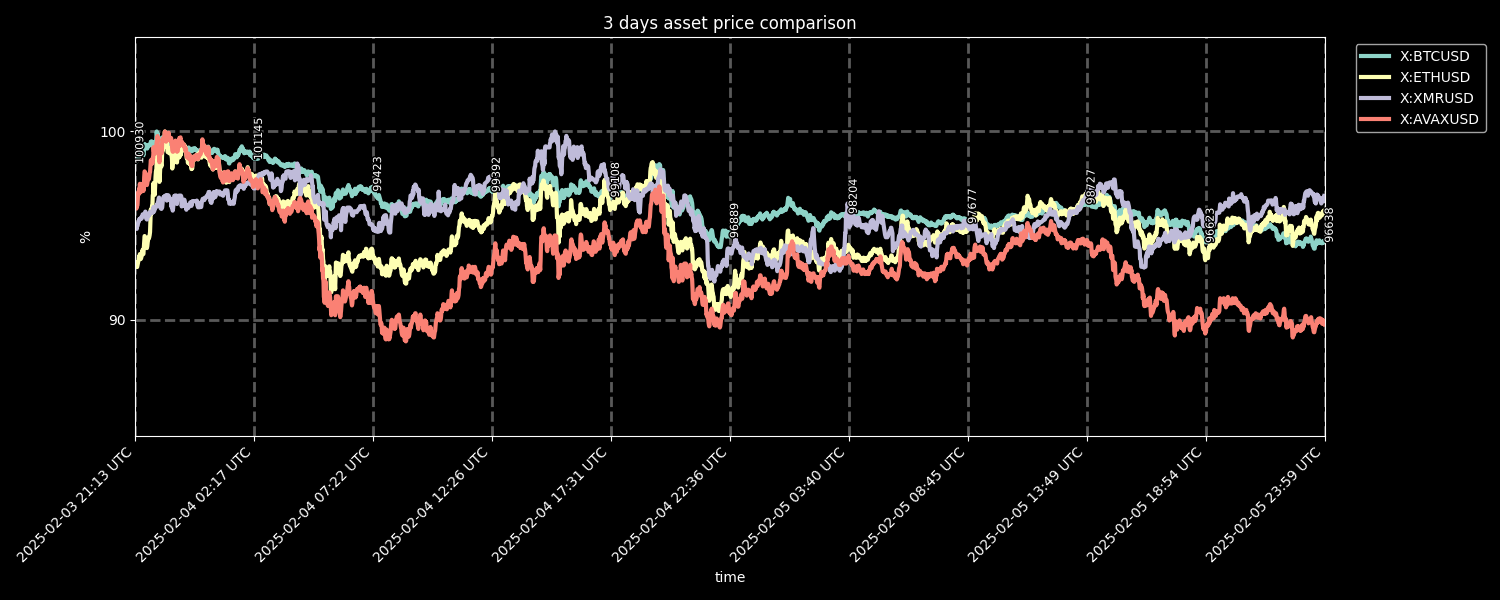 3 days asset price comparison
X:BTCUSD
X:ETHUSD
X:XMRUSD
X:AVAXUSD
%
100
90
100930
101145
99423
99392
99108
96889
98204
97677
98727
96623
96638
2025-02-03 21:13 UTC
2025-02-04 02:17 UTC
2025-02-04 07:22 UTC
2025-02-04 12:26 UTC
2025-02-04 17:31 UTC
2025-02-04 22:36 UTC
2025-02-05 03:40 UTC
2025-02-05 08:45 UTC
2025-02-05 13:49 UTC
2025-02-05 18:54 UTC
2025-02-05 23:59 UTC
time